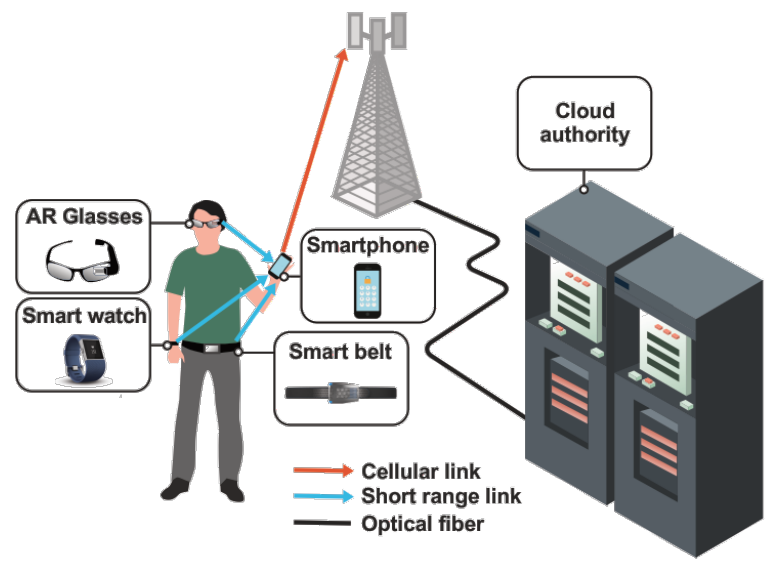 Cloud
authority
AR Glasses
Smartphone
Smart watch
Smart belt
Cellular link
Short range link
Optical fiber